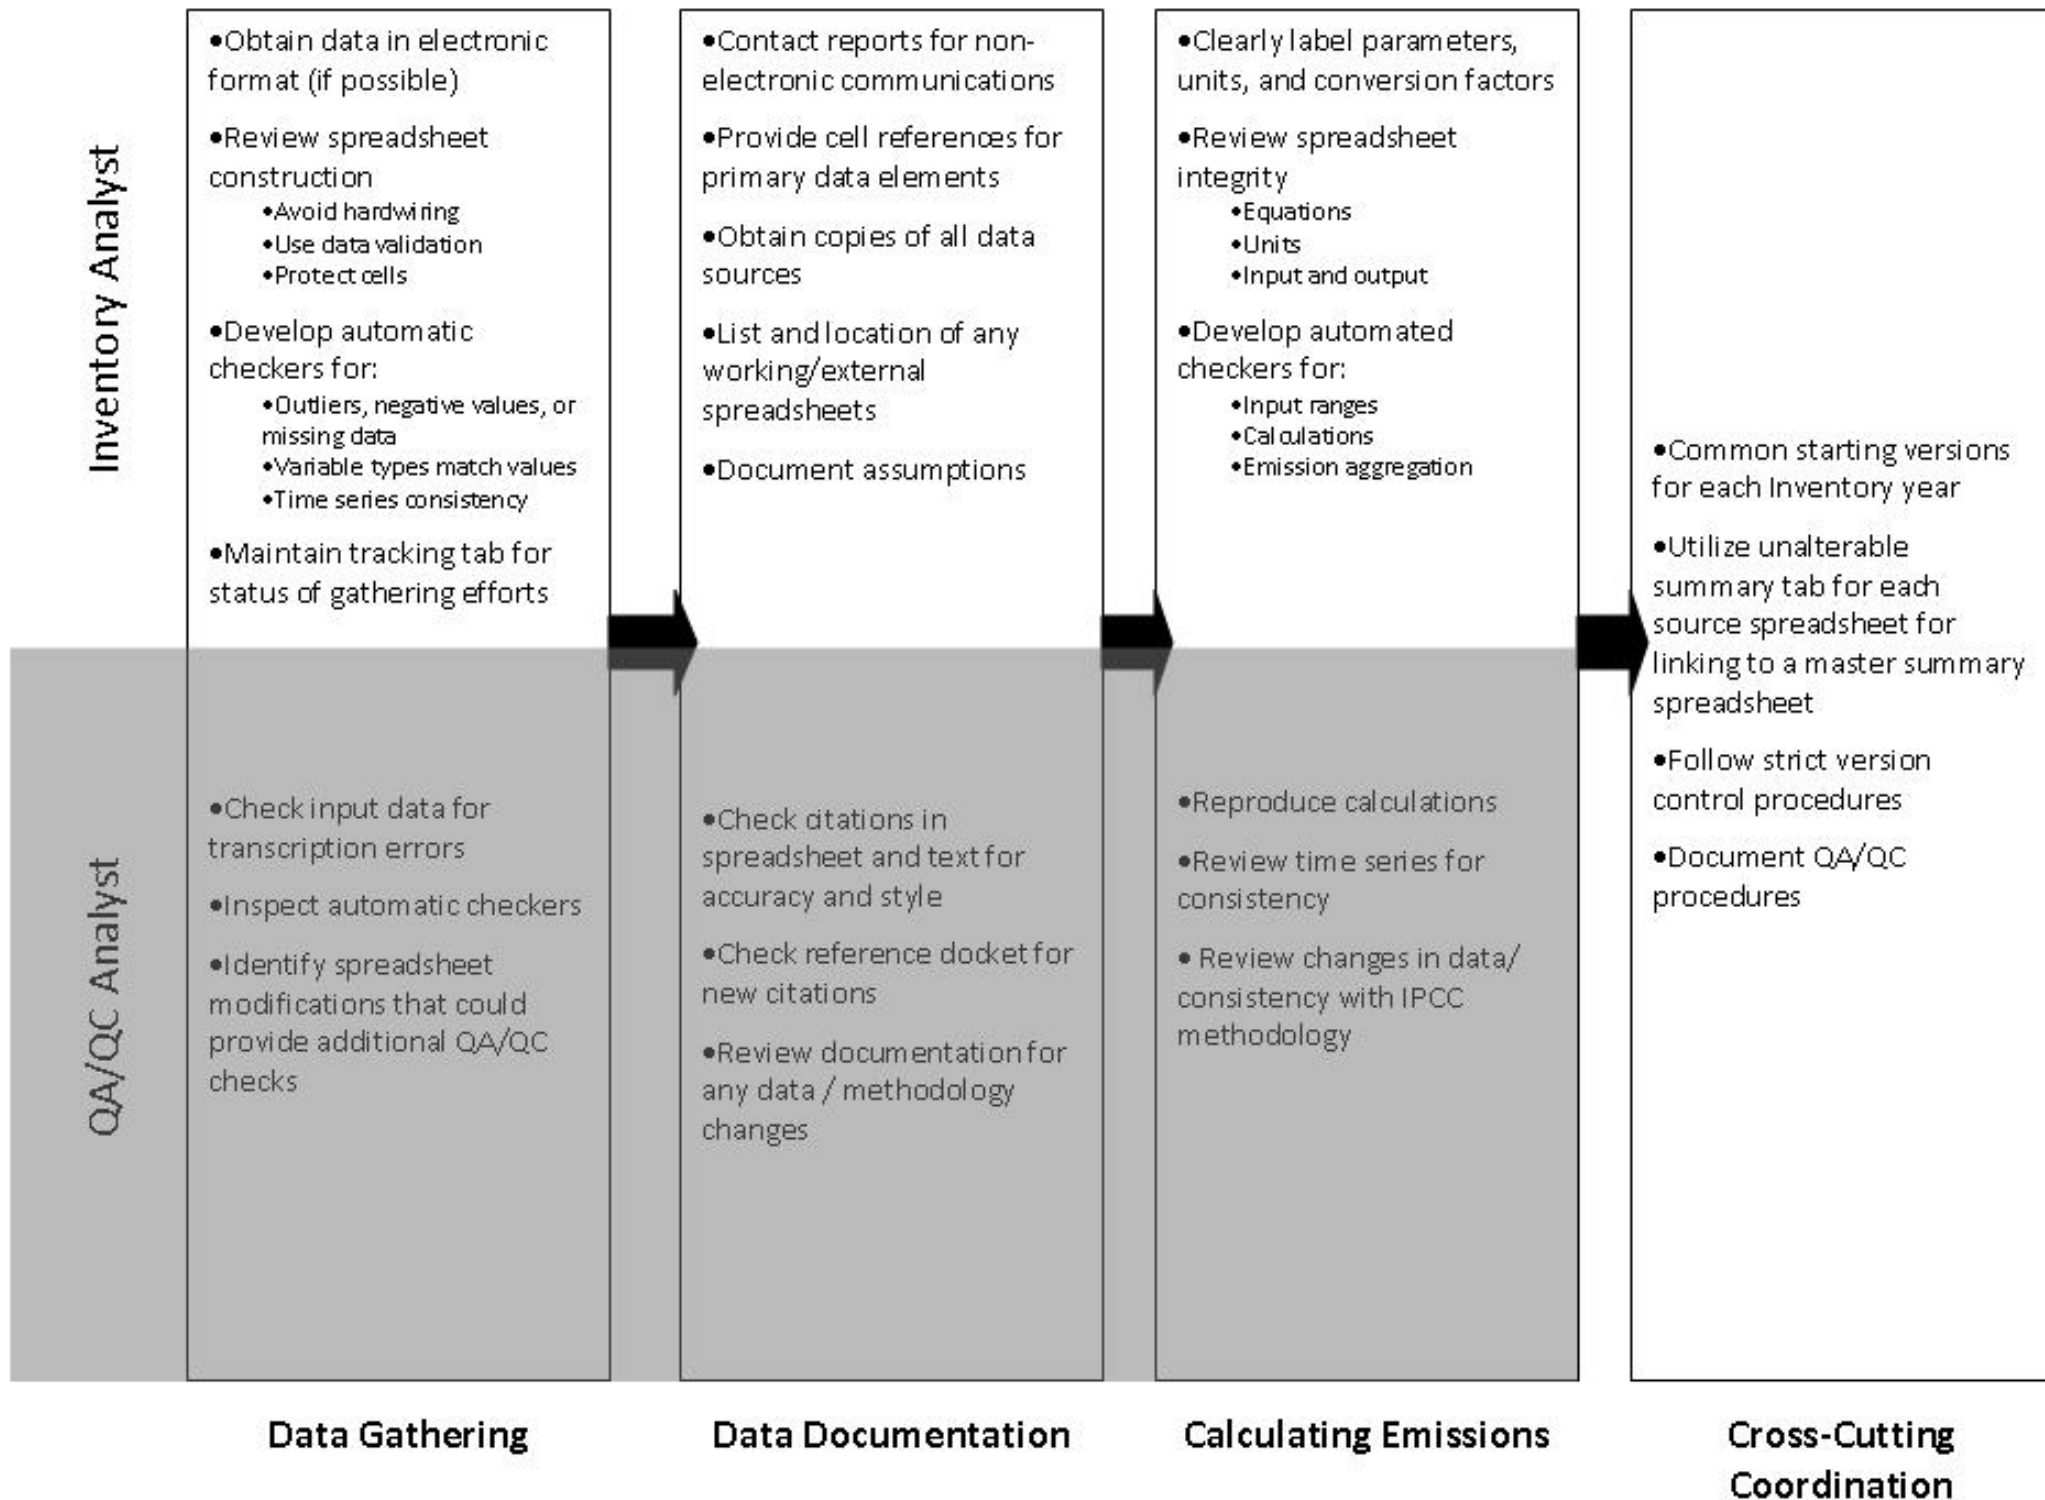 Inventory Analyst
•Obtain data in electronic
format (if possible)
•Review spreadsheet
construction
•Avoid hardwiring
•Use data validation
•Protect cells
•Develop automatic
checkers for:
•Outliers, negative values, or
missing data
•Variable types match values
•Time series consistency
•Maintain tracking tab for
status of gathering efforts
•Contact reports for non-
electronic communications
•Provide cell references for
primary data elements
•Obtain copies of all data
sources
•List and location of any
working/external
spreadsheets
•Document assumptions
•Clearly label parameters,
units, and conversion factors
•Review spreadsheet
integrity
•Equations
•Units
•Input and output
•Develop automated
checkers for:
•Input ranges
•Calculations
•Emission aggregation
QA/QC Analyst
•Check input data for
transcription errors
•Inspect automatic checkers
•Identify spreadsheet
modifications that could
provide additional QA/QC
checks
•Check citations in
spreadsheet and text for
accuracy and style
•Check reference docket for
new citations
•Review documentation for
any data / methodology
changes
•Reproduce calculations
•Review time series for
consistency
• Review changes in data/
consistency with IPCC
methodology
•Common starting versions
for each Inventory year
•Utilize unalterable
summary tab for each
source spreadsheet for
linking to a master summary
spreadsheet
•Follow strict version
control procedures
•Document QA/QC
procedures
Data Gathering
Data Documentation
Calculating Emissions
Cross-Cutting
Coordination